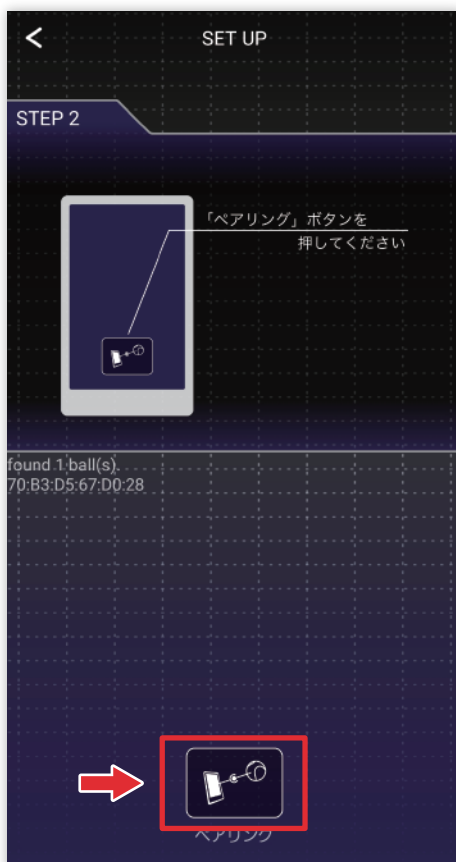 SET UP
STEP 2
「ペアリング」ボタンを
押してください
found 1 ball(s).
70:B3:D5:67:D0:28
ペアリング